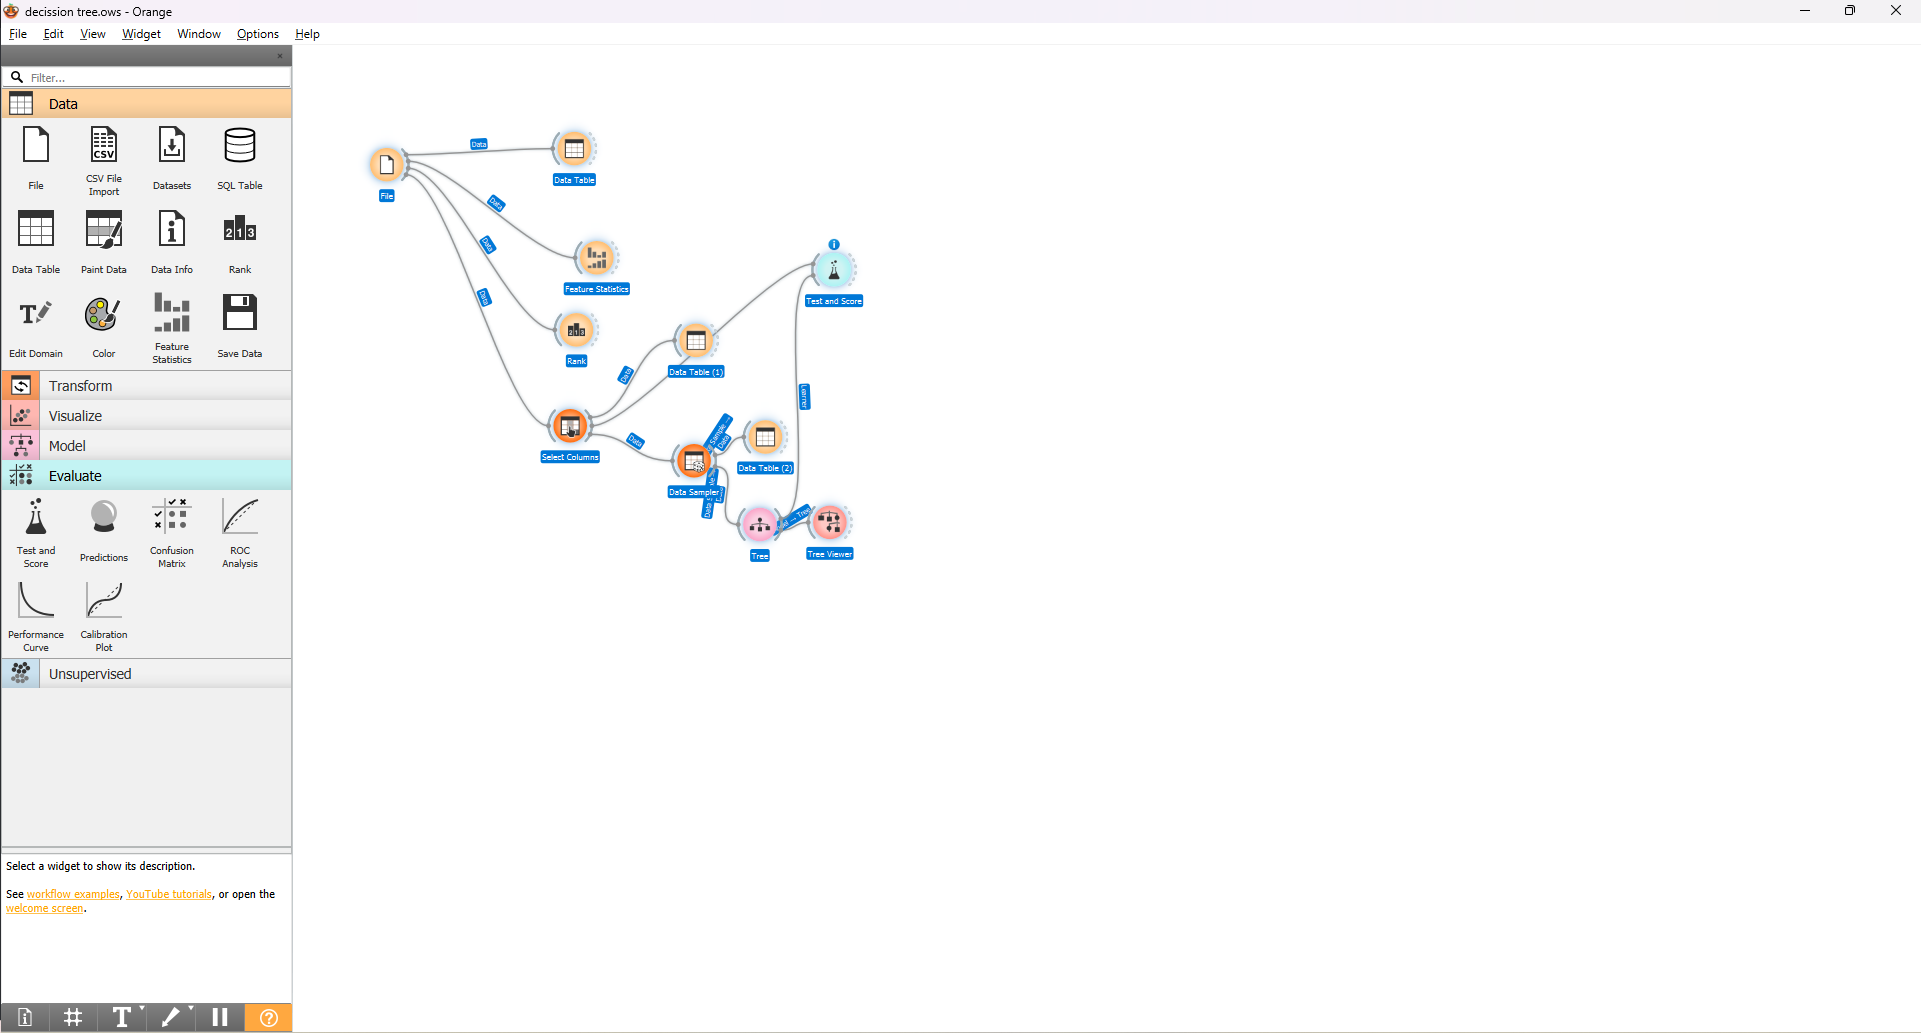 decission tree.ows - Orange
File Edit View Widget Window Options Help
Filter...
Data
File
CSV File
Import
Datasets
SQL Table
Data Table
Paint Data
Data Info
Rank
Edit Domain
Color
Feature
Statistics
Save Data
Transform
Visualize
Model
Evaluate
Test and
Score
Predictions
Confusion
Matrix
ROC
Analysis
Performance
Curve
Calibration
Plot
Unsupervised
Select a widget to show its description.
See workflow examples, YouTube tutorials, or open the
welcome screen.
File
Data
Data Table
Data
Feature Statistics
Data
Rank
Data
Select Columns
Data
Data Table (1)
Test and Score
Learner
Data
Data Sampler
Sample
Data
Data Table (2)
Data
Tree
→ Tree
Tree Viewer